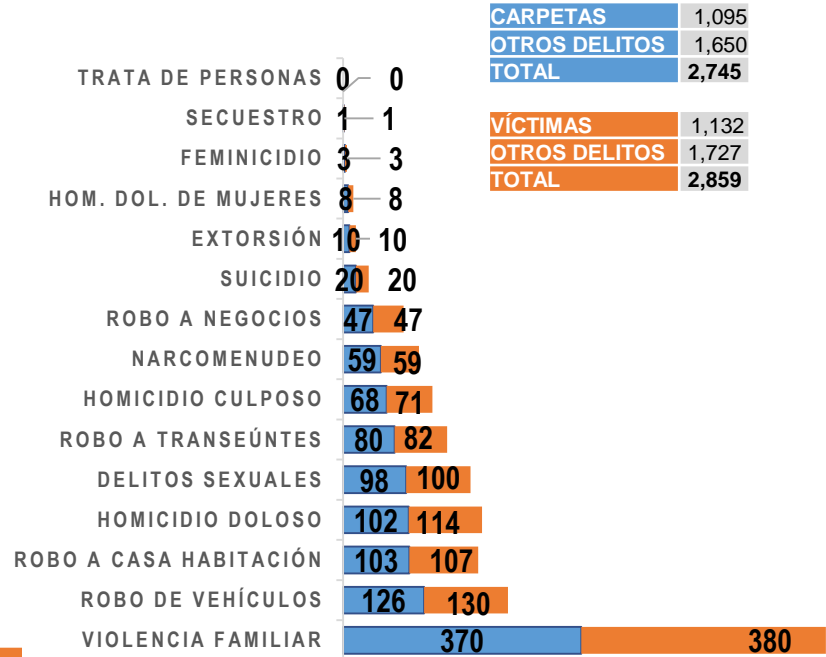 CARPETAS 1,095
OTROS DELITOS 1,650
TOTAL 2,745
VÍCTIMAS 1,132
OTROS DELITOS 1,727
TOTAL 2,859
TRATA DE PERSONAS 0 0
SECUESTRO 1 1
FEMINICIDIO 3 3
HOM. DOL. DE MUJERES 8 8
EXTORSIÓN 10 10
SUICIDIO 20 20
ROBO A NEGOCIOS 47 47
NARCOMENUDEO 59 59
HOMICIDIO CULPOSO 68 71
ROBO A TRANSEÚNTES 80 82
DELITOS SEXUALES 98 100
HOMICIDIO DOLOSO 102 114
ROBO A CASA HABITACIÓN 103 107
ROBO DE VEHÍCULOS 126 130
VIOLENCIA FAMILIAR 370 380